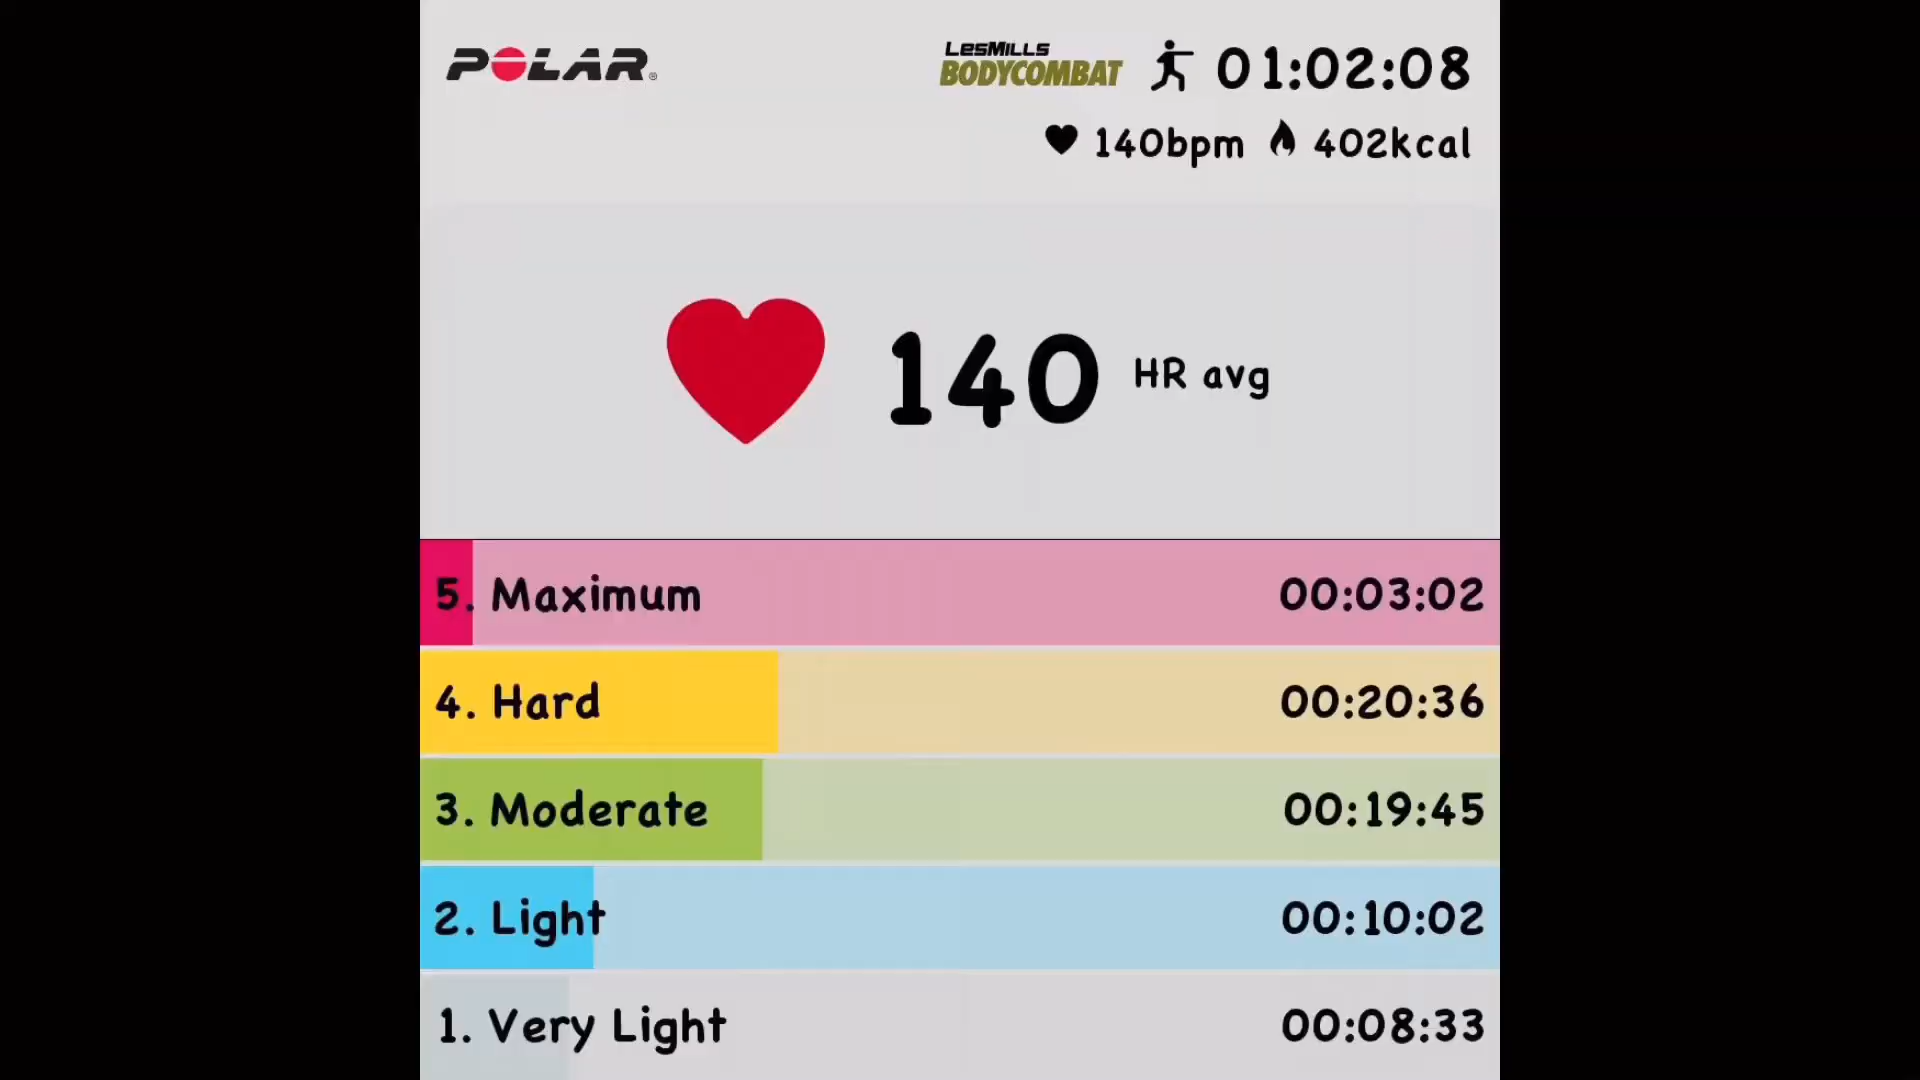 POLAR®
LesMills
BODYCOMBAT 01:02:08
140bpm 402kcal
140 HR avg
5. Maximum 00:03:02
4. Hard 00:20:36
3. Moderate 00:19:45
2. Light 00:10:02
1. Very Light 00:08:33